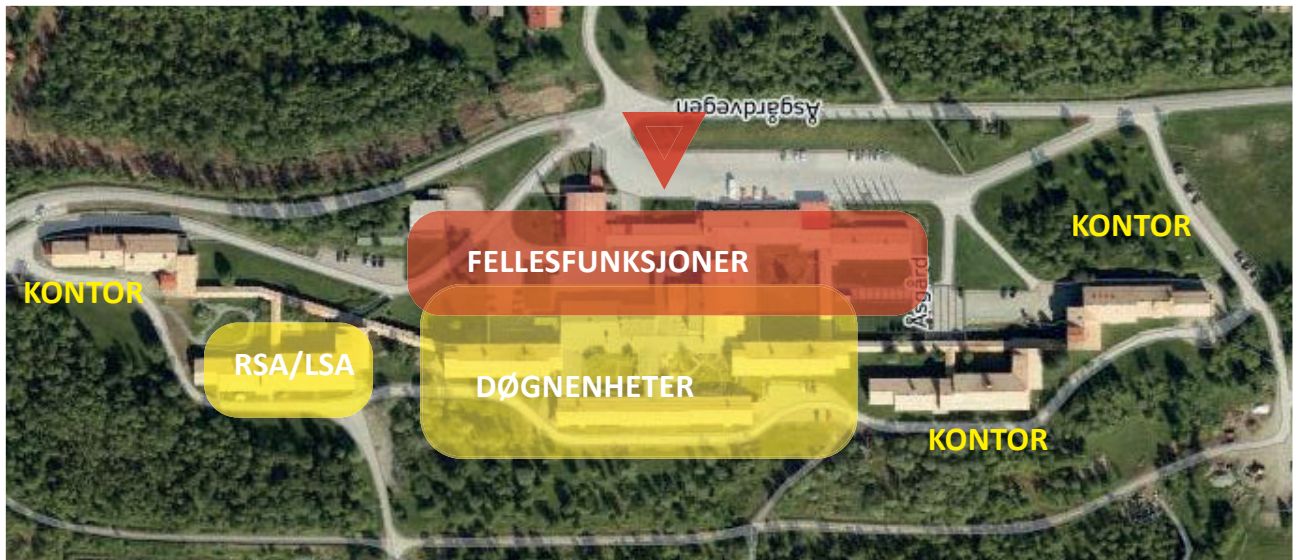 Åsgårdvegen
KONTOR
FELLESFUNKSJONER
Åsgård
KONTOR
RSA/LSA
DØGNENHETER
KONTOR